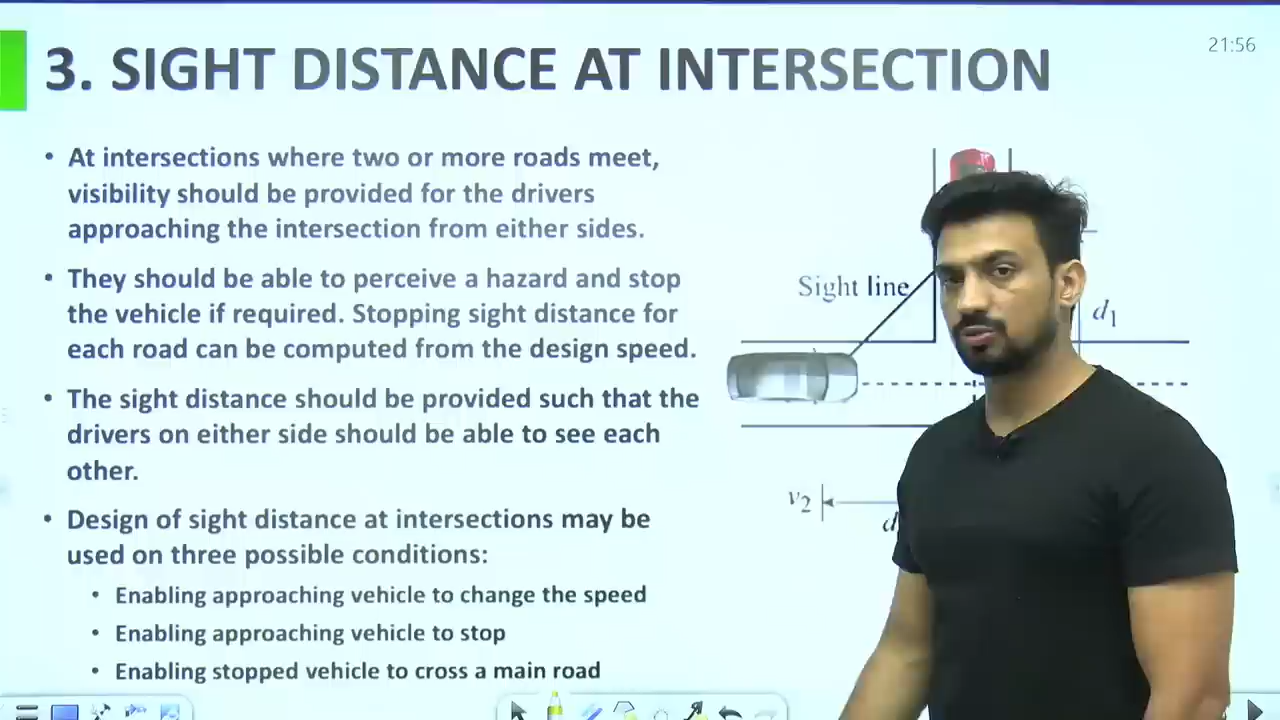 3. SIGHT DISTANCE AT INTERSECTION
21:56
• At intersections where two or more roads meet,
visibility should be provided for the drivers
approaching the intersection from either sides.
• They should be able to perceive a hazard and stop
the vehicle if required. Stopping sight distance for
each road can be computed from the design speed.
• The sight distance should be provided such that the
drivers on either side should be able to see each
other.
• Design of sight distance at intersections may be
used on three possible conditions:
• Enabling approaching vehicle to change the speed
• Enabling approaching vehicle to stop
• Enabling stopped vehicle to cross a main road
Sight line
d1
v2
d